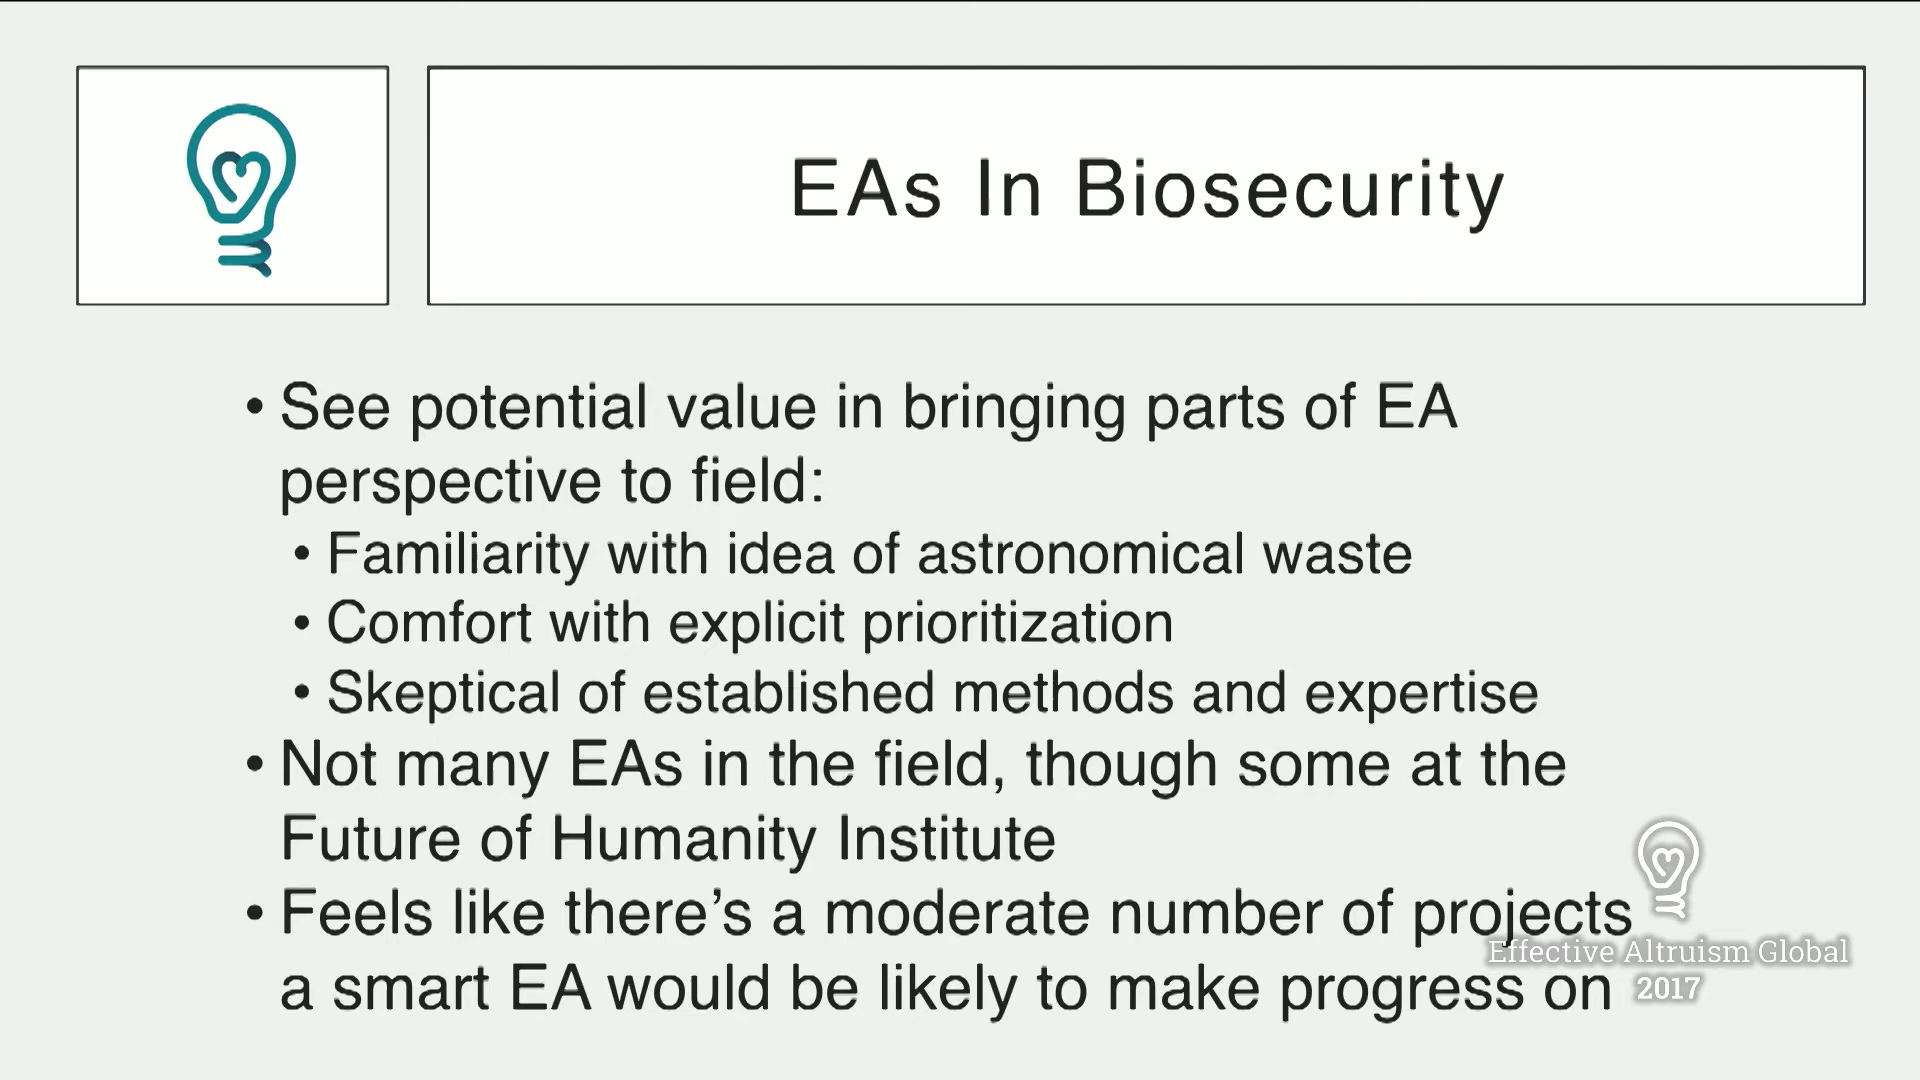 EAs In Biosecurity
• See potential value in bringing parts of EA
perspective to field:
• Familiarity with idea of astronomical waste
• Comfort with explicit prioritization
• Skeptical of established methods and expertise
• Not many EAs in the field, though some at the
Future of Humanity Institute
• Feels like there’s a moderate number of projects
a smart EA would be likely to make progress on
Effective Altruism Global
2017